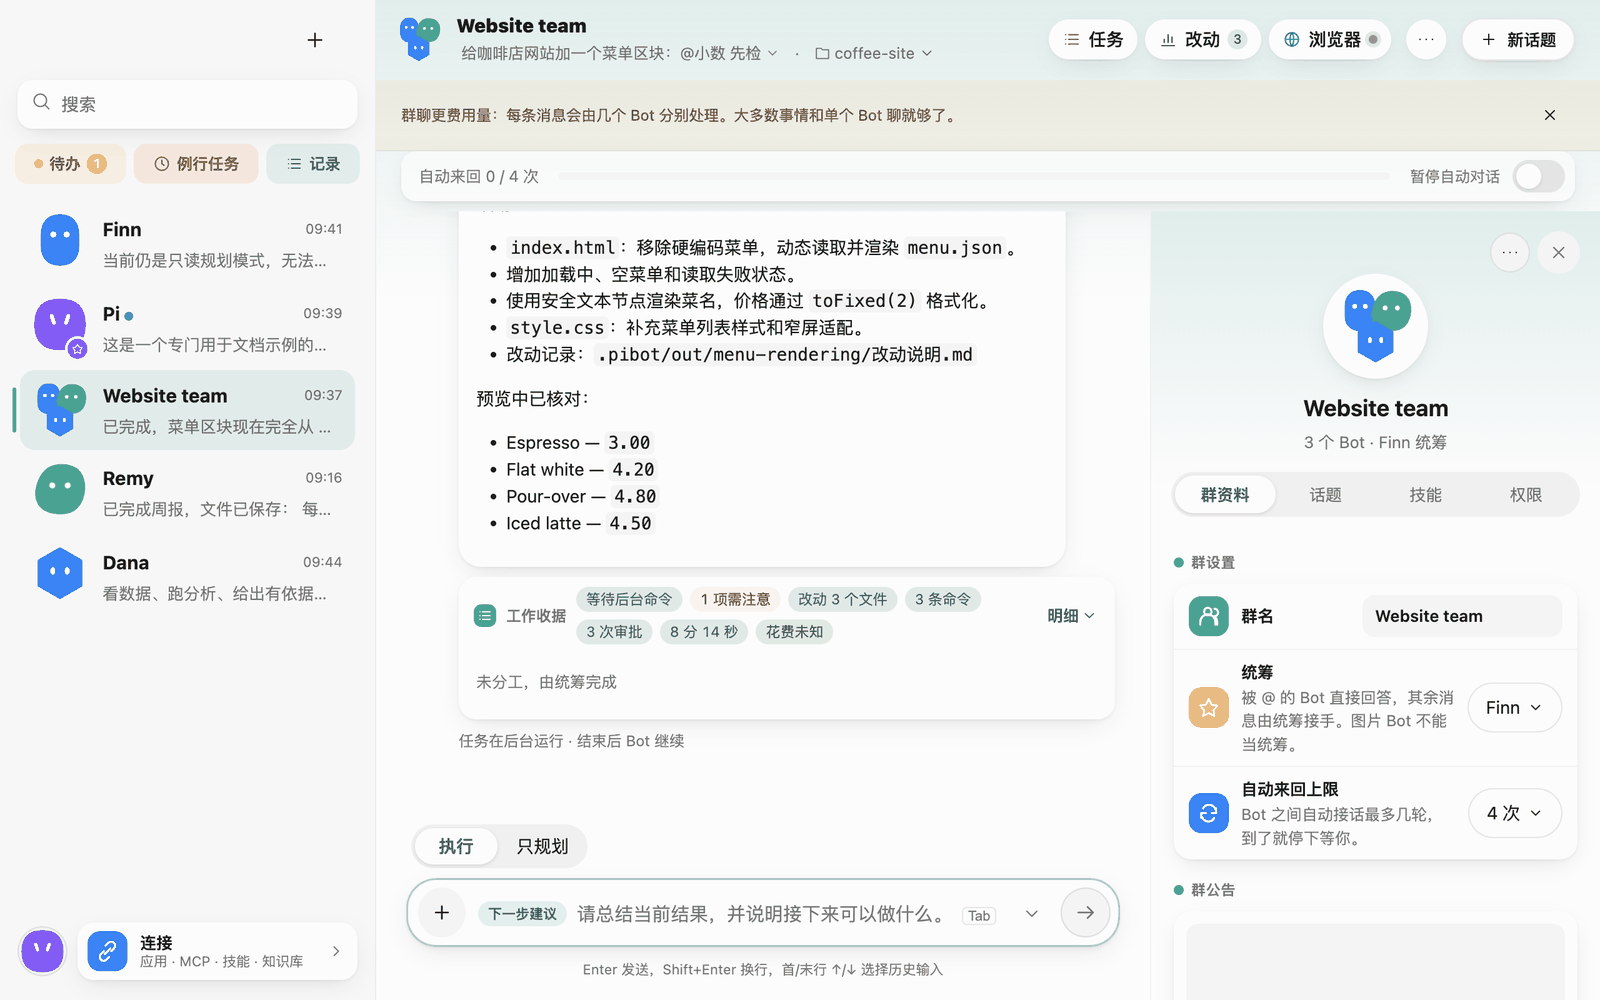 搜索
待办 1
例行任务
记录
Finn 09:41
当前仍是只读规划模式，无法...
Pi 09:39
这是一个专门用于文档示例的...
Website team 09:37
已完成，菜单区块现在完全从 ...
Remy 09:16
已完成周报，文件已保存： 每...
Dana 09:44
看数据、跑分析、给出有依据...
连接
应用 · MCP · 技能 · 知识库
Website team
给咖啡店网站加一个菜单区块：@小数 先检 · coffee-site
任务
改动 3
浏览器
新话题
群聊更费用量：每条消息会由几个 Bot 分别处理。大多数事情和单个 Bot 聊就够了。
自动来回 0 / 4 次
暂停自动对话
• index.html：移除硬编码菜单，动态读取并渲染 menu.json。
• 增加加载中、空菜单和读取失败状态。
• 使用安全文本节点渲染菜名，价格通过 toFixed(2) 格式化。
• style.css：补充菜单列表样式和窄屏适配。
• 改动记录：.pibot/out/menu-rendering/改动说明.md
预览中已核对：
• Espresso — 3.00
• Flat white — 4.20
• Pour-over — 4.80
• Iced latte — 4.50
工作收据
等待后台命令 1 项需注意 改动 3 个文件 3 条命令
3 次审批 8 分 14 秒 花费未知
明细
未分工，由统筹完成
任务在后台运行 · 结束后 Bot 继续
执行
只规划
下一步建议 请总结当前结果，并说明接下来可以做什么。 Tab
Enter 发送，Shift+Enter 换行，首/末行 ↑/↓ 选择历史输入
Website team
3 个 Bot · Finn 统筹
群资料 话题 技能 权限
群设置
群名 Website team
统筹
被 @ 的 Bot 直接回答，其余消
息由统筹接手。图片 Bot 不能
当统筹。
Finn
自动来回上限
Bot 之间自动接话最多几轮，
到了就停下等你。
4 次
群公告